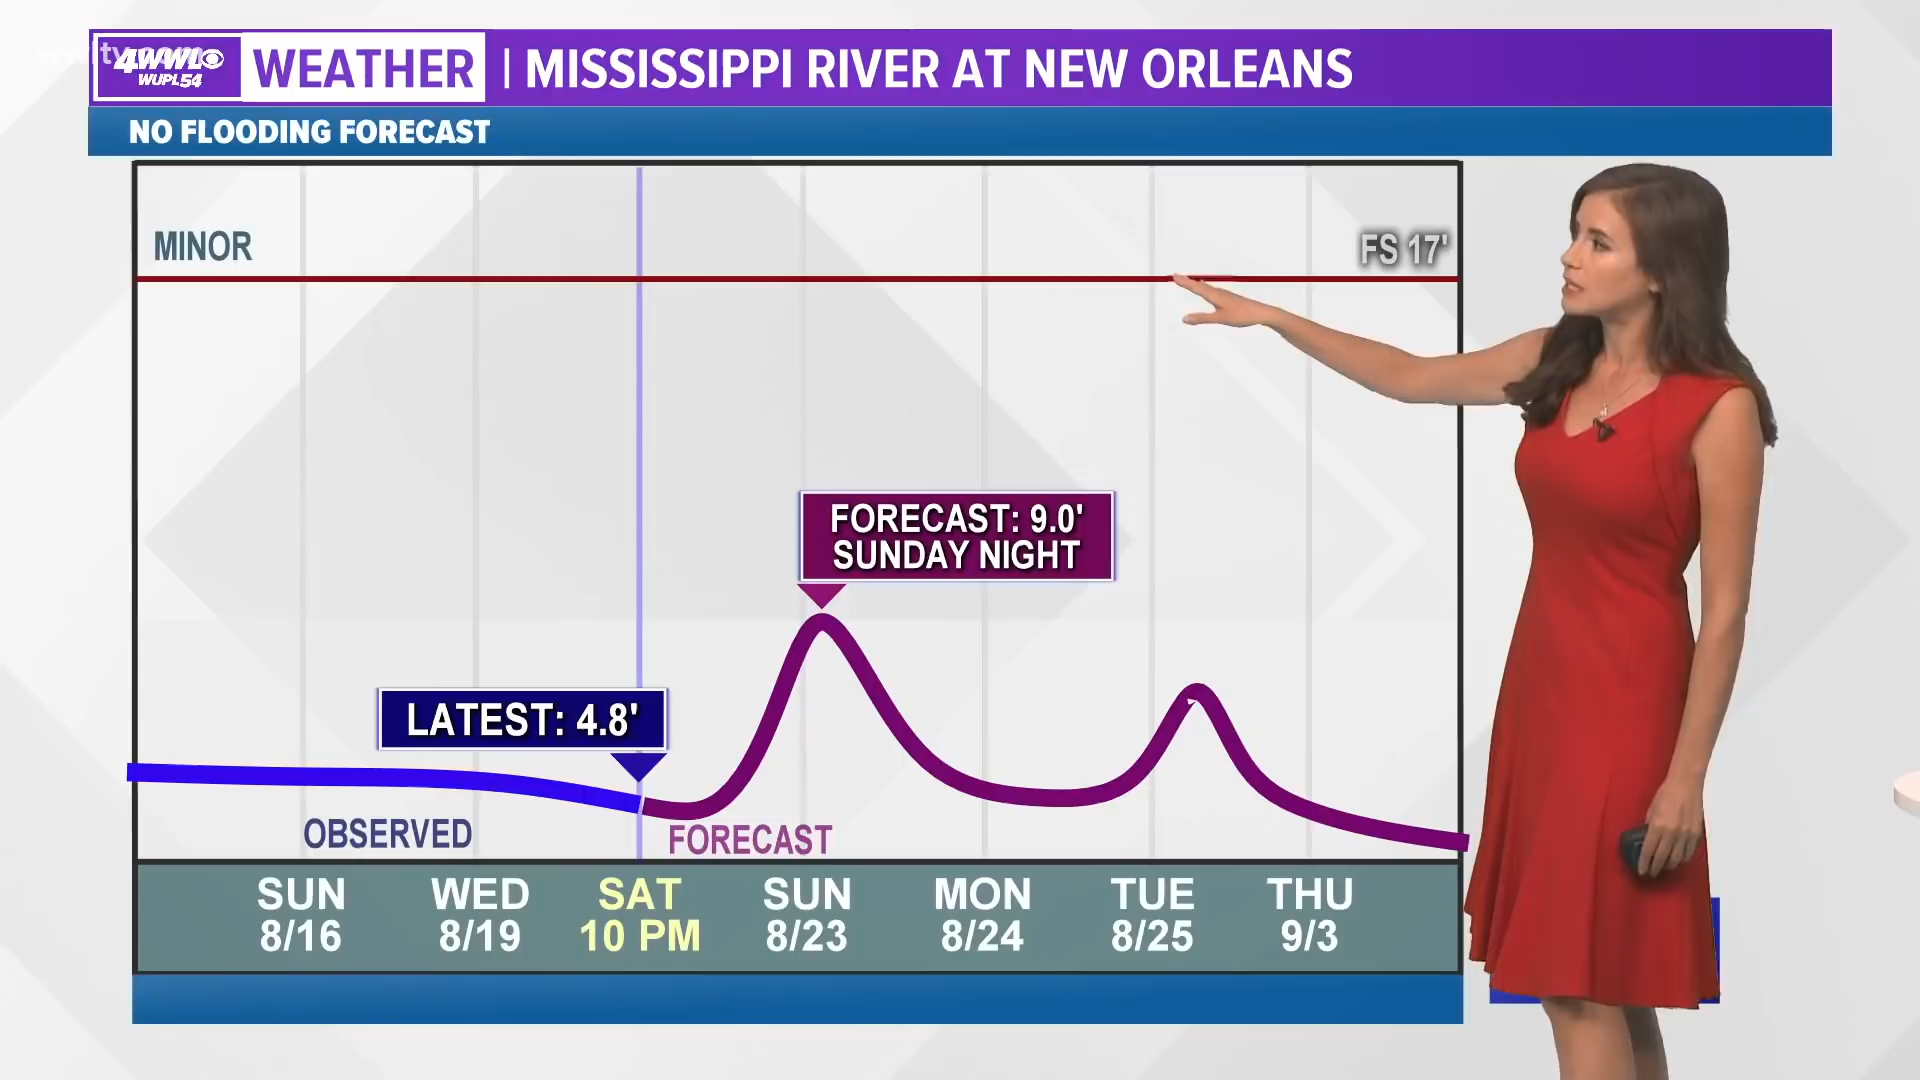 wwltv.com
4WWL
WUPL54
WEATHER | MISSISSIPPI RIVER AT NEW ORLEANS
NO FLOODING FORECAST
MINOR
FS 17'
FORECAST: 9.0'
SUNDAY NIGHT
LATEST: 4.8'
OBSERVED
FORECAST
SUN WED SAT SUN MON TUE THU
8/16 8/19 10 PM 8/23 8/24 8/25 9/3